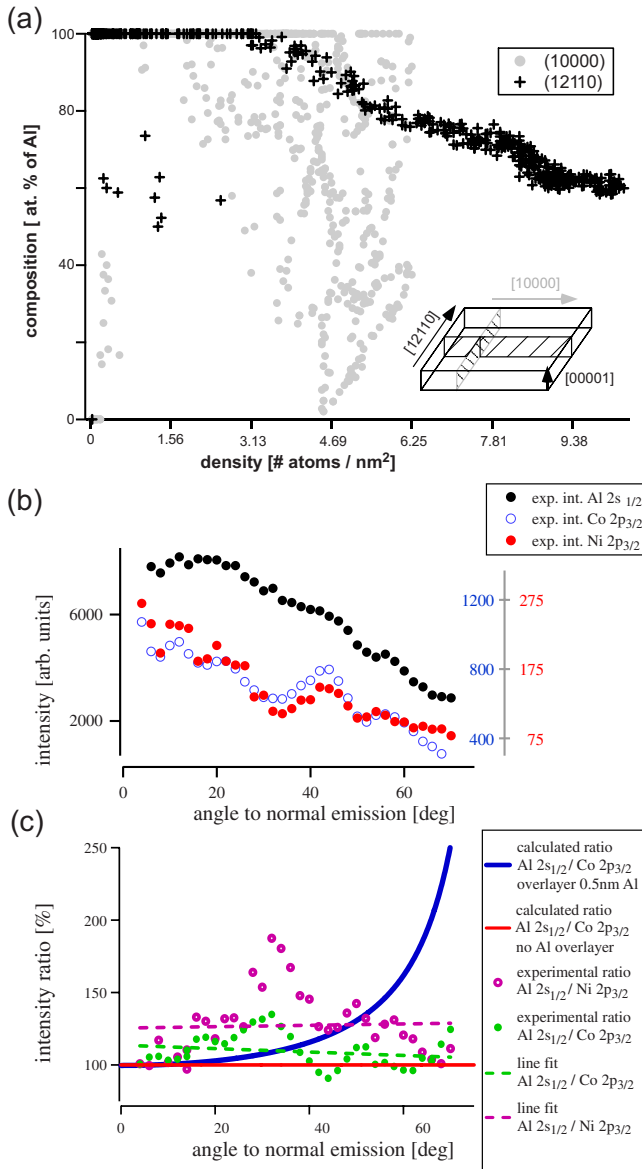 (a)
100
80
40
0
composition [ at. % of Al]
(10000)
(12110)
[10000]
[12110]
[00001]
0 1.56 3.13 4.69 6.25 7.81 9.38
density [# atoms / nm²]
(b)
exp. int. Al 2s 1/2
exp. int. Co 2p3/2
exp. int. Ni 2p3/2
6000
2000
intensity [arb. units]
1200 275
800 175
400 75
0 20 40 60
angle to normal emission [deg]
(c)
250
200
150
100
intensity ratio [%]
0 20 40 60
angle to normal emission [deg]
calculated ratio
Al 2s1/2/ Co 2p3/2
overlayer 0.5nm Al
calculated ratio
Al 2s1/2/ Co 2p3/2
no Al overlayer
experimental ratio
Al 2s1/2/ Ni 2p3/2
experimental ratio
Al 2s1/2/ Co 2p3/2
line fit
Al 2s1/2 / Co 2p3/2
line fit
Al 2s1/2/ Ni 2p3/2